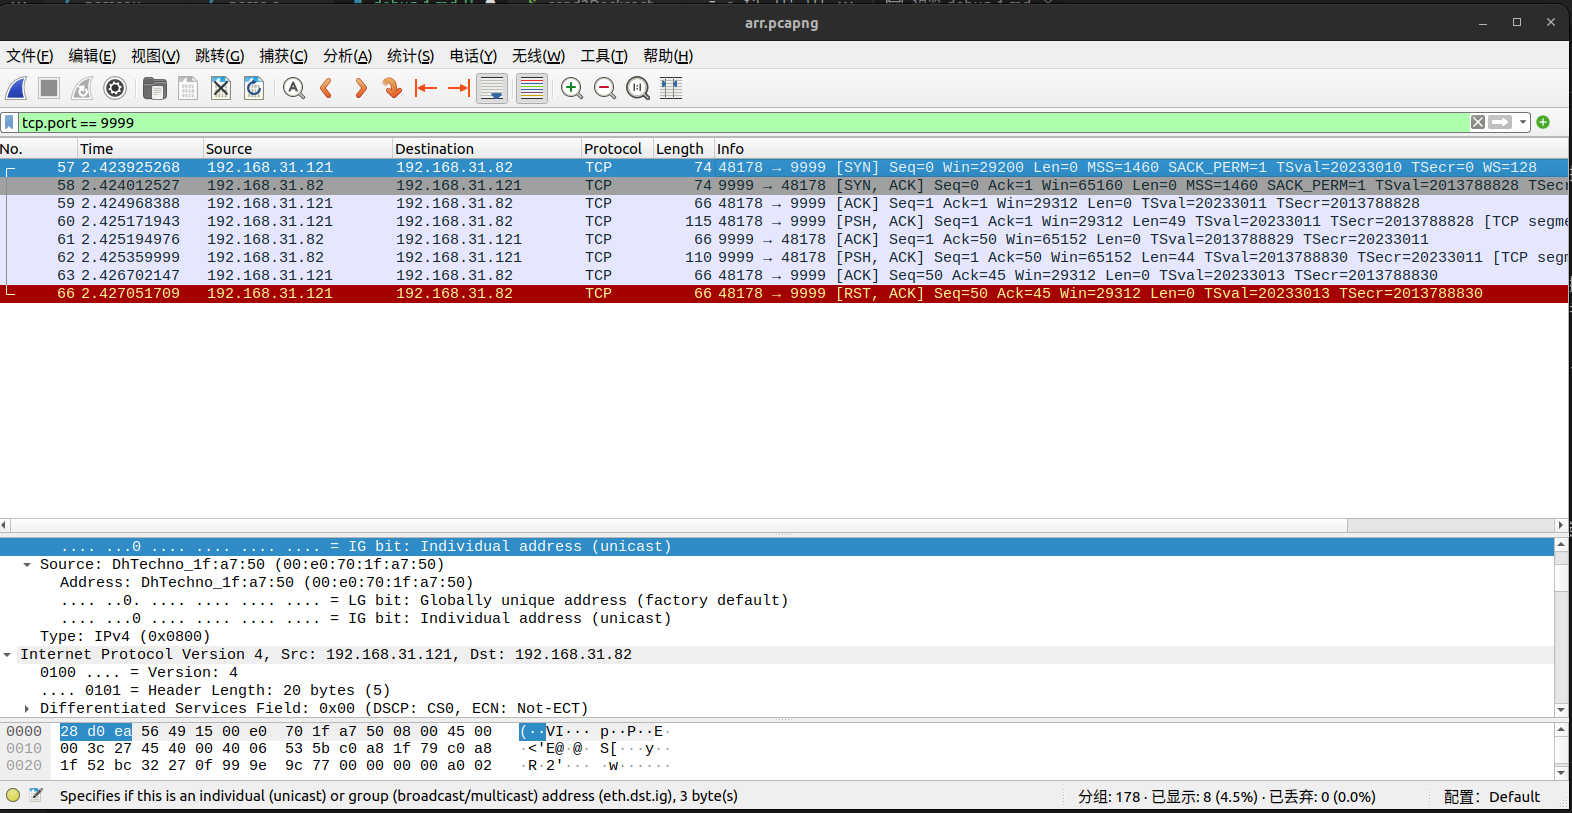 arr.pcapng
文件(F) 编辑(E) 视图(V) 跳转(G) 捕获(C) 分析(A) 统计(S) 电话(Y) 无线(W) 工具(T) 帮助(H)
tcp.port == 9999
No. Time Source Destination Protocol Length Info
57 2.423925268 192.168.31.121 192.168.31.82 TCP 74 48178 → 9999 [SYN] Seq=0 Win=29200 Len=0 MSS=1460 SACK_PERM=1 TSval=20233010 TSecr=0 WS=128
58 2.424012527 192.168.31.82 192.168.31.121 TCP 74 9999 → 48178 [SYN, ACK] Seq=0 Ack=1 Win=65160 Len=0 MSS=1460 SACK_PERM=1 TSval=2013788828 TSecr
59 2.424968388 192.168.31.121 192.168.31.82 TCP 66 48178 → 9999 [ACK] Seq=1 Ack=1 Win=29312 Len=0 TSval=20233011 TSecr=2013788828
60 2.425171943 192.168.31.121 192.168.31.82 TCP 115 48178 → 9999 [PSH, ACK] Seq=1 Ack=1 Win=29312 Len=49 TSval=20233011 TSecr=2013788828 [TCP segme
61 2.425194976 192.168.31.82 192.168.31.121 TCP 66 9999 → 48178 [ACK] Seq=1 Ack=50 Win=65152 Len=0 TSval=2013788829 TSecr=20233011
62 2.425359999 192.168.31.82 192.168.31.121 TCP 110 9999 → 48178 [PSH, ACK] Seq=1 Ack=50 Win=65152 Len=44 TSval=2013788830 TSecr=20233011 [TCP segm
63 2.426702147 192.168.31.121 192.168.31.82 TCP 66 48178 → 9999 [ACK] Seq=50 Ack=45 Win=29312 Len=0 TSval=20233013 TSecr=2013788830
66 2.427051709 192.168.31.121 192.168.31.82 TCP 66 48178 → 9999 [RST, ACK] Seq=50 Ack=45 Win=29312 Len=0 TSval=20233013 TSecr=2013788830
.... ...0 .... .... .... .... = IG bit: Individual address (unicast)
Source: DhTechno_1f:a7:50 (00:e0:70:1f:a7:50)
Address: DhTechno_1f:a7:50 (00:e0:70:1f:a7:50)
.... ..0. .... .... .... .... = LG bit: Globally unique address (factory default)
.... ...0 .... .... .... .... = IG bit: Individual address (unicast)
Type: IPv4 (0x0800)
Internet Protocol Version 4, Src: 192.168.31.121, Dst: 192.168.31.82
0100 .... = Version: 4
.... 0101 = Header Length: 20 bytes (5)
Differentiated Services Field: 0x00 (DSCP: CS0, ECN: Not-ECT)
0000 28 d0 ea 56 49 15 00 e0 70 1f a7 50 08 00 45 00 (··VI··· p··P··E·
0010 00 3c 27 45 40 00 40 06 53 5b c0 a8 1f 79 c0 a8 ·<'E@·@· S[···y··
0020 1f 52 bc 32 27 0f 99 9e 9c 77 00 00 00 00 a0 02 ·R·2'··· ·w······
Specifies if this is an individual (unicast) or group (broadcast/multicast) address (eth.dst.ig), 3 byte(s) 分组: 178 · 已显示: 8 (4.5%) · 已丢弃: 0 (0.0%) 配置： Default